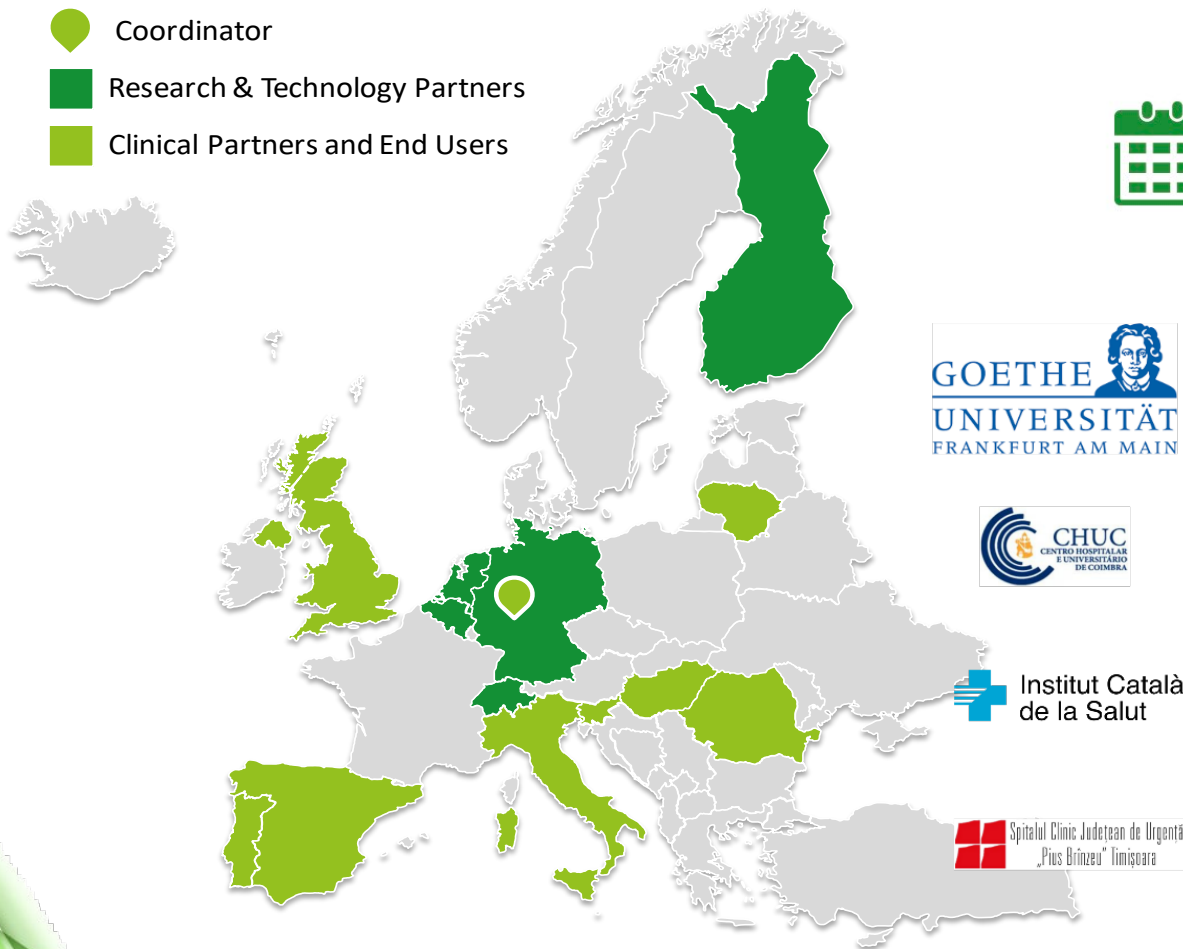 Coordinator
Research & Technology Partners
Clinical Partners and End Users
GOETHE
UNIVERSITÄT
FRANKFURT AM MAIN
CHUC
CENTRO HOSPITALAR
E UNIVERSITÁRIO
DE COIMBRA
Institut Català
de la Salut
Spitalul Clinic Județean de Urgență
„Pius Brînzeu” Timișoara